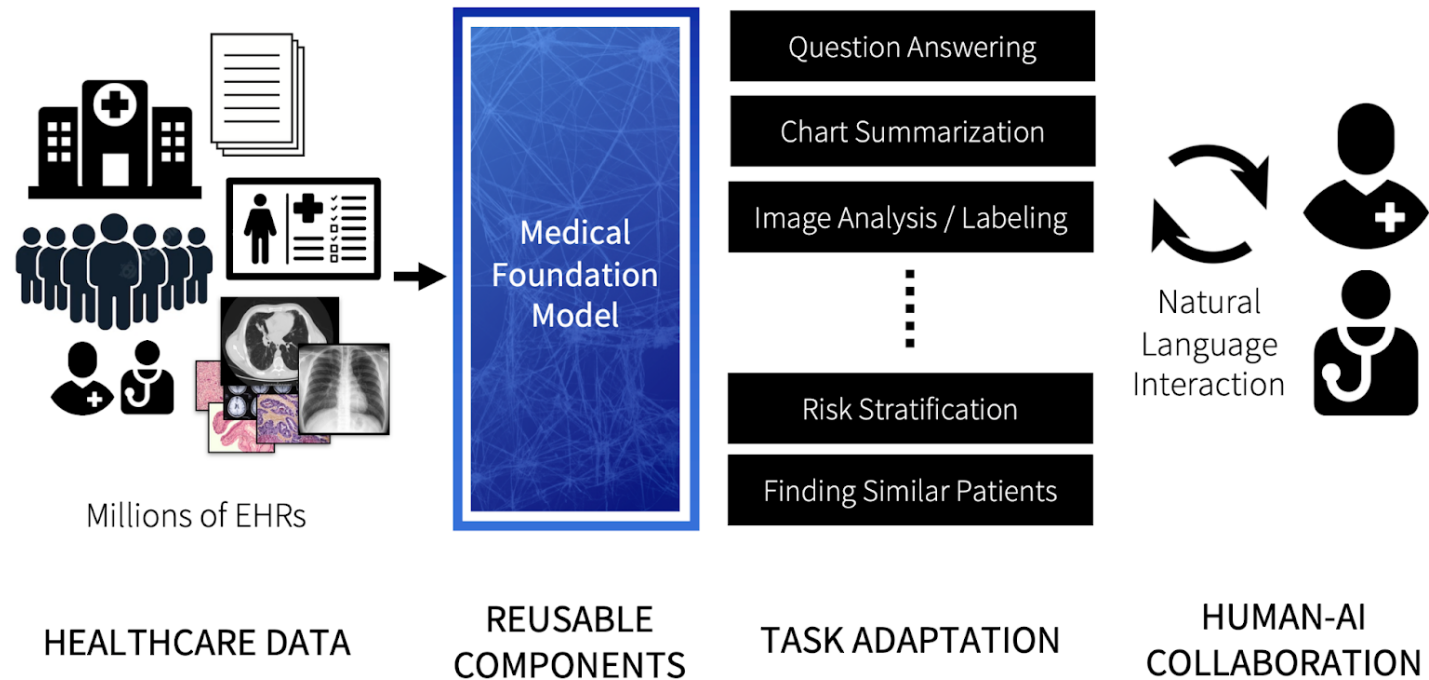 Millions of EHRs
HEALTHCARE DATA
Medical
Foundation
Model
REUSABLE
COMPONENTS
Question Answering
Chart Summarization
Image Analysis / Labeling
Risk Stratification
Finding Similar Patients
TASK ADAPTATION
Natural
Language
Interaction
HUMAN-AI
COLLABORATION